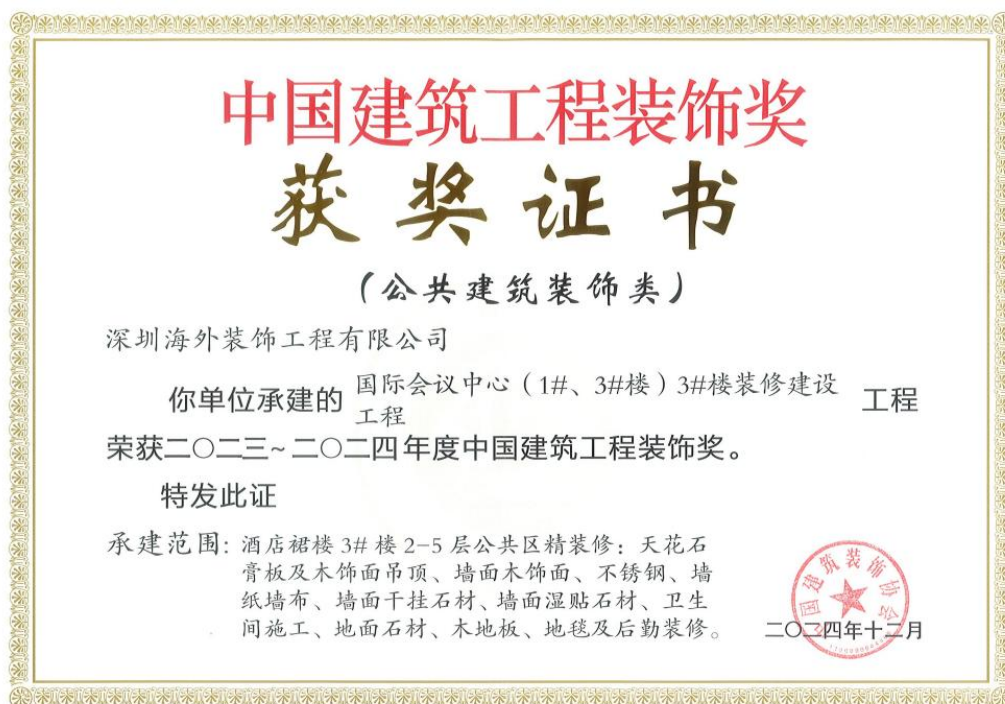 中国建筑工程装饰奖
获奖证书
（公共建筑装饰类）
深圳海外装饰工程有限公司
你单位承建的 国际会议中心（1#、3#楼）3#楼装修建设工程 工程
荣获二〇二三~二〇二四年度中国建筑工程装饰奖。
特发此证
承建范围：酒店裙楼 3# 楼 2-5 层公共区精装修：天花石
膏板及木饰面吊顶、墙面木饰面、不锈钢、墙
纸墙布、墙面干挂石材、墙面湿贴石材、卫生
间施工、地面石材、木地板、地毯及后勤装修。
中国建筑装饰协会
二〇二四年十二月